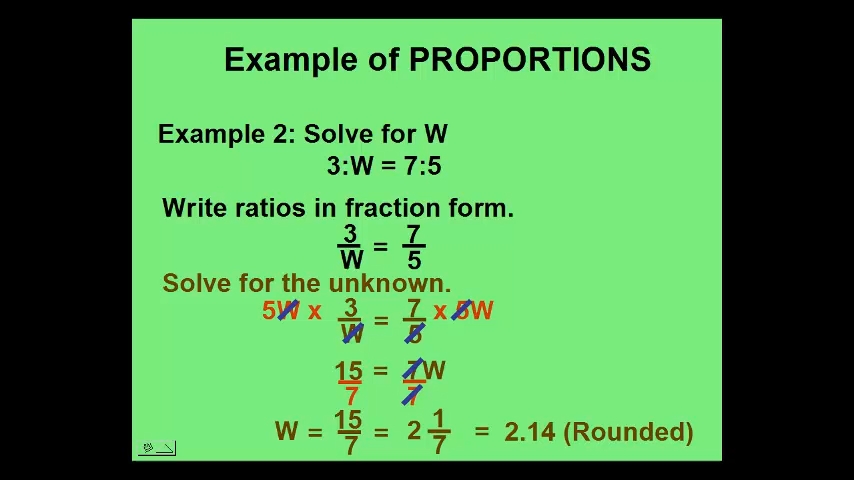 Example of PROPORTIONS
Example 2: Solve for W
3:W = 7:5
Write ratios in fraction form.
3/W = 7/5
Solve for the unknown.
5W x 3/W = 7/5 x 5W
15/7 = 7W/7
W = 15/7 = 2 1/7 = 2.14 (Rounded)